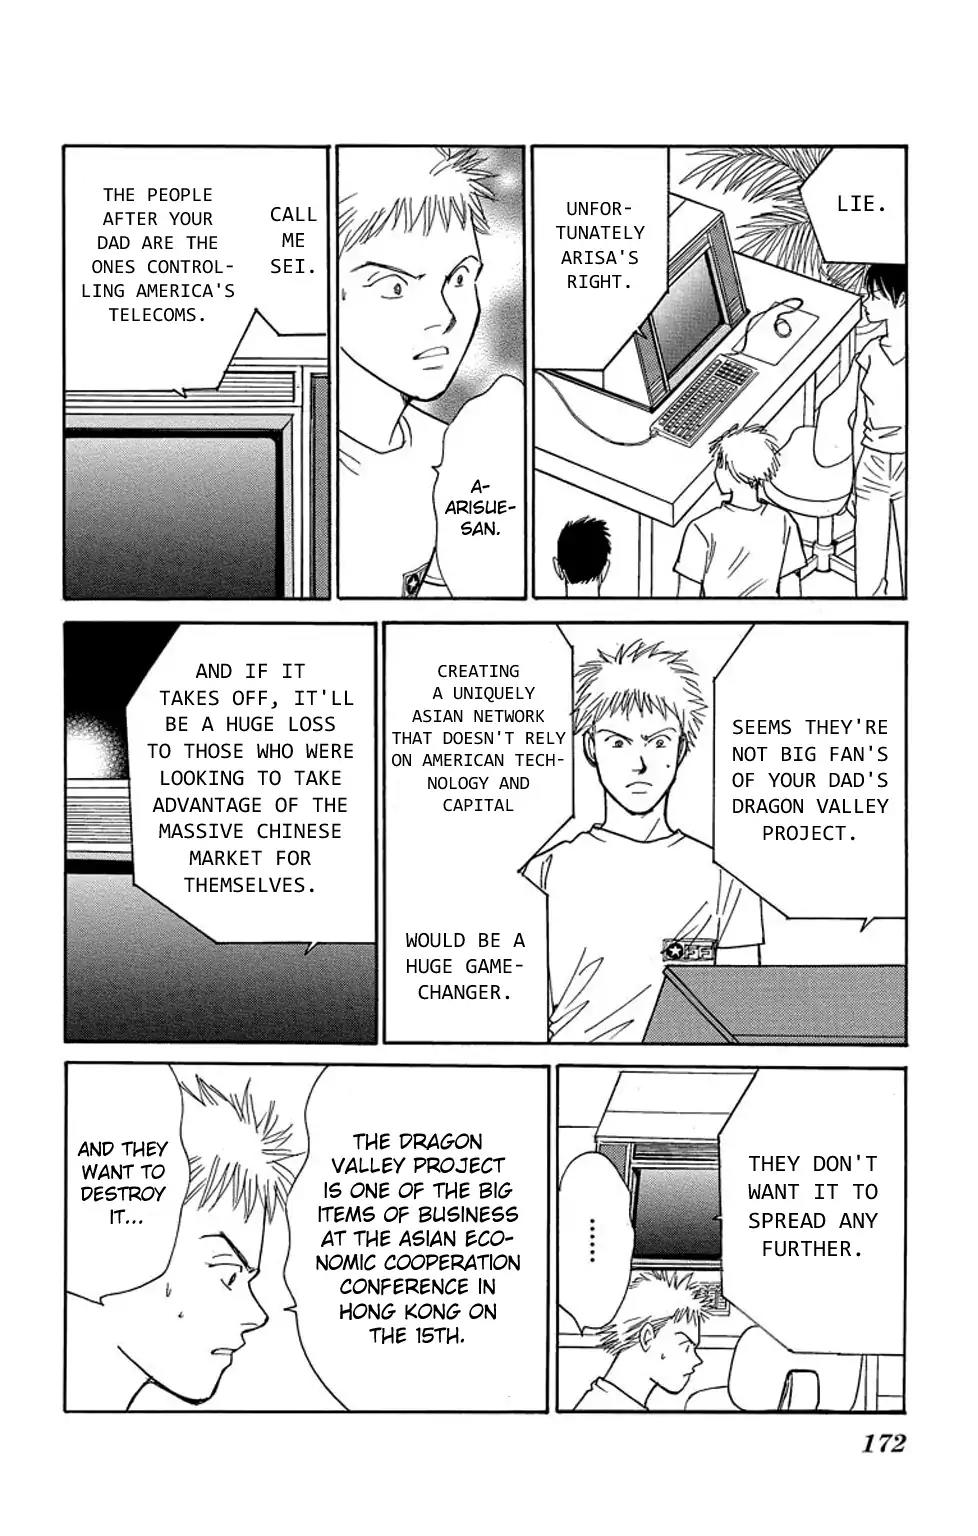 LIE.
UNFOR-
TUNATELY
ARISA'S
RIGHT.
A-
ARISUE-
SAN.
CALL
ME
SEI.
THE PEOPLE
AFTER YOUR
DAD ARE THE
ONES CONTROL-
LING AMERICA'S
TELECOMS.
SEEMS THEY'RE
NOT BIG FAN'S
OF YOUR DAD'S
DRAGON VALLEY
PROJECT.
CREATING
A UNIQUELY
ASIAN NETWORK
THAT DOESN'T RELY
ON AMERICAN TECH-
NOLOGY AND
CAPITAL
WOULD BE A
HUGE GAME-
CHANGER.
OFF
AND IF IT
TAKES OFF, IT'LL
BE A HUGE LOSS
TO THOSE WHO WERE
LOOKING TO TAKE
ADVANTAGE OF THE
MASSIVE CHINESE
MARKET FOR
THEMSELVES.
THEY DON'T
WANT IT TO
SPREAD ANY
FURTHER.
........
THE DRAGON
VALLEY PROJECT
IS ONE OF THE BIG
ITEMS OF BUSINESS
AT THE ASIAN ECO-
NOMIC COOPERATION
CONFERENCE IN
HONG KONG ON
THE 15TH.
AND THEY
WANT TO
DESTROY
IT...
172